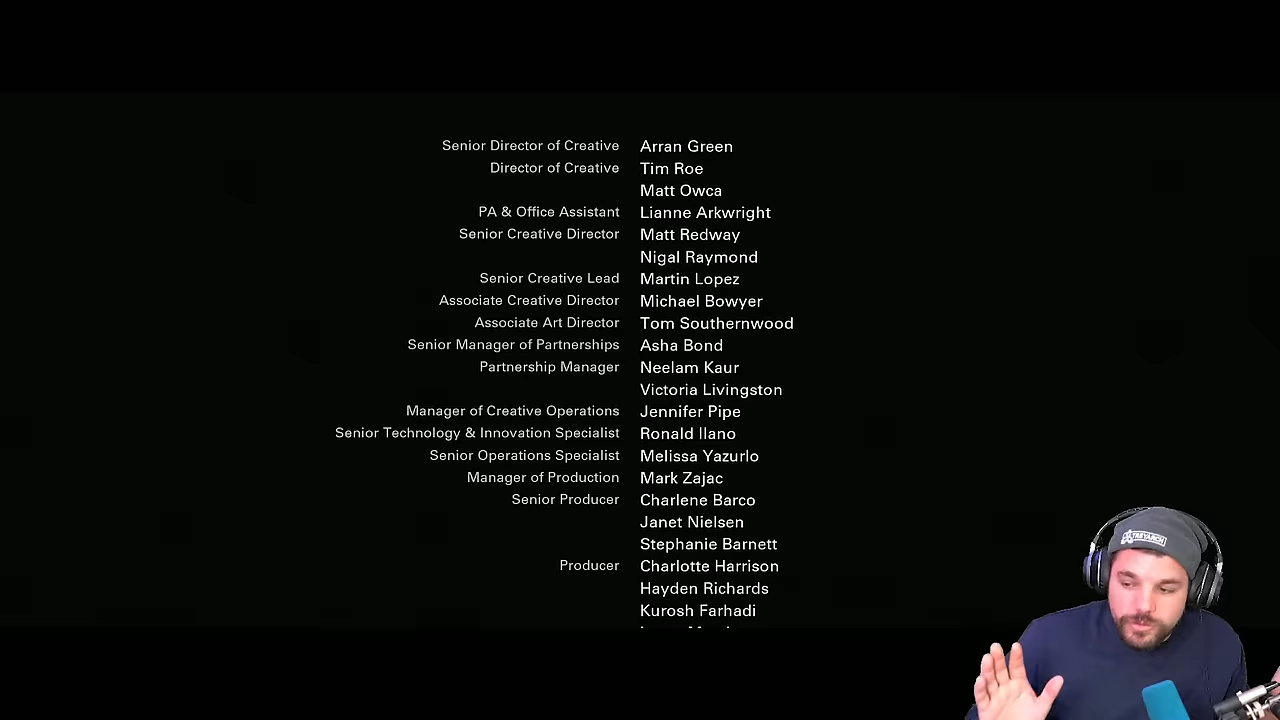 Senior Director of Creative Arran Green
Director of Creative Tim Roe
Matt Owca
PA & Office Assistant Lianne Arkwright
Senior Creative Director Matt Redway
Nigal Raymond
Senior Creative Lead Martin Lopez
Associate Creative Director Michael Bowyer
Associate Art Director Tom Southernwood
Senior Manager of Partnerships Asha Bond
Partnership Manager Neelam Kaur
Victoria Livingston
Manager of Creative Operations Jennifer Pipe
Senior Technology & Innovation Specialist Ronald Ilano
Senior Operations Specialist Melissa Yazurlo
Manager of Production Mark Zajac
Senior Producer Charlene Barco
Janet Nielsen
Stephanie Barnett
Producer Charlotte Harrison
Hayden Richards
Kurosh Farhadi
TREYARCH